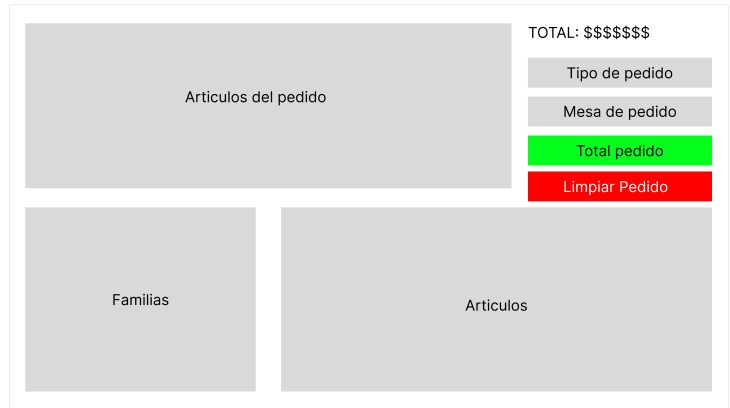 TOTAL: $$$$$$$
Articulos del pedido
Tipo de pedido
Mesa de pedido
Total pedido
Limpiar Pedido
Familias
Articulos